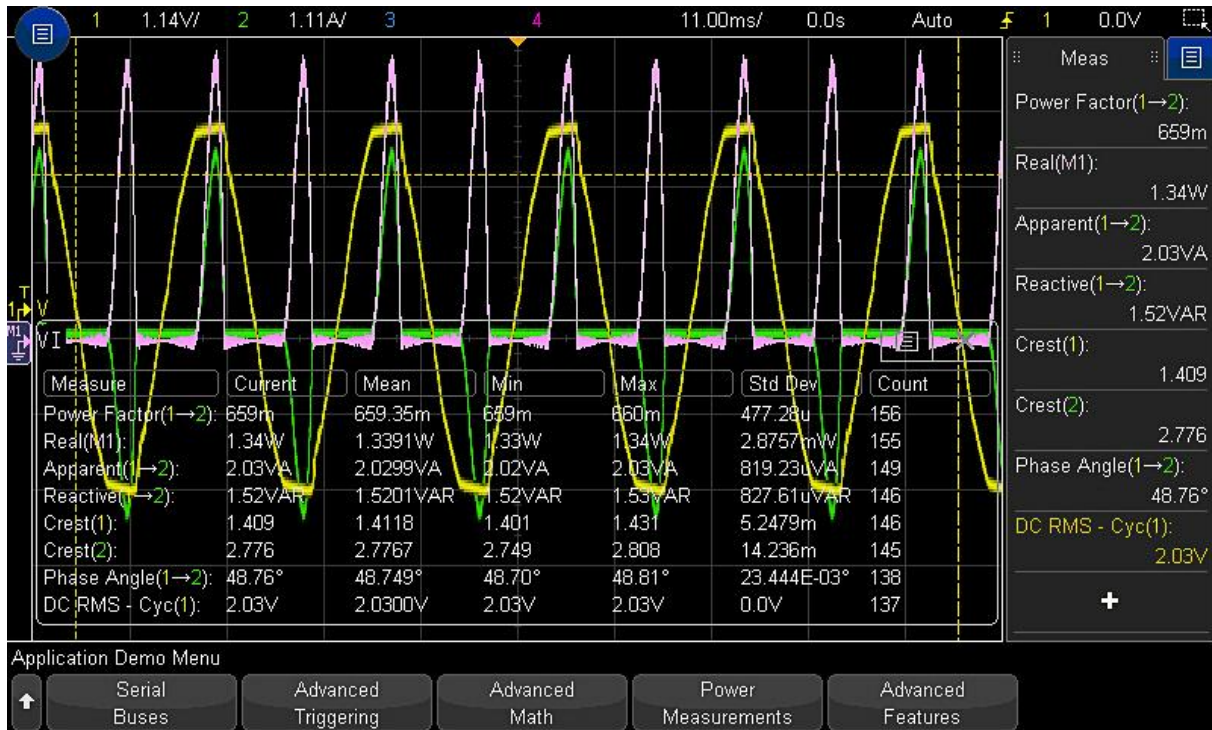 1 1.14V/ 2 1.11A/ 3 4 11.00ms/ 0.0s Auto 1 0.0V
Meas
Power Factor(1→2):
659m
Real(M1):
1.34W
Apparent(1→2):
2.03VA
Reactive(1→2):
1.52VAR
Crest(1):
1.409
Crest(2):
2.776
Phase Angle(1→2):
48.76°
DC RMS - Cyc(1):
2.03V
+
T
1 V
M1 VI
Measure Current Mean Min Max Std Dev Count
Power Factor(1→2): 659m 659.35m 659m 660m 477.28u 156
Real(M1): 1.34W 1.3391W 1.33W 1.34W 2.8757mW 155
Apparent(1→2): 2.03VA 2.0299VA 2.02VA 2.03VA 819.23uVA 149
Reactive(1→2): 1.52VAR 1.5201VAR 1.52VAR 1.53VAR 827.61uVAR 146
Crest(1): 1.409 1.4118 1.401 1.431 5.2479m 146
Crest(2): 2.776 2.7767 2.749 2.808 14.236m 145
Phase Angle(1→2): 48.76° 48.749° 48.70° 48.81° 23.444E-03° 138
DC RMS - Cyc(1): 2.03V 2.0300V 2.03V 2.03V 0.0V 137
Application Demo Menu
Serial
Buses
Advanced
Triggering
Advanced
Math
Power
Measurements
Advanced
Features